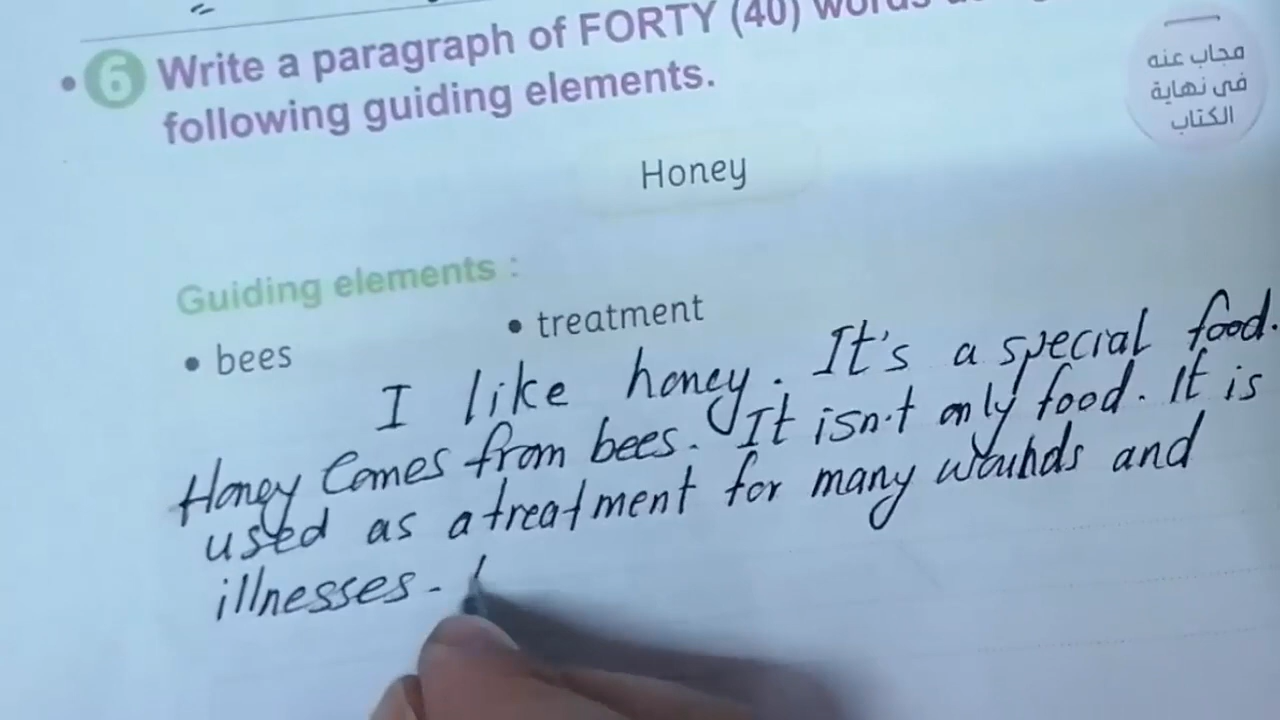 6 Write a paragraph of FORTY (40) words
following guiding elements.
مجاب عنه
فى نهاية
الكتاب
Honey
Guiding elements :
• bees
• treatment
I like honey. It's a special food.
Honey Comes from bees. It isn't only food. It is
used as a treatment for many wounds and
illnesses.